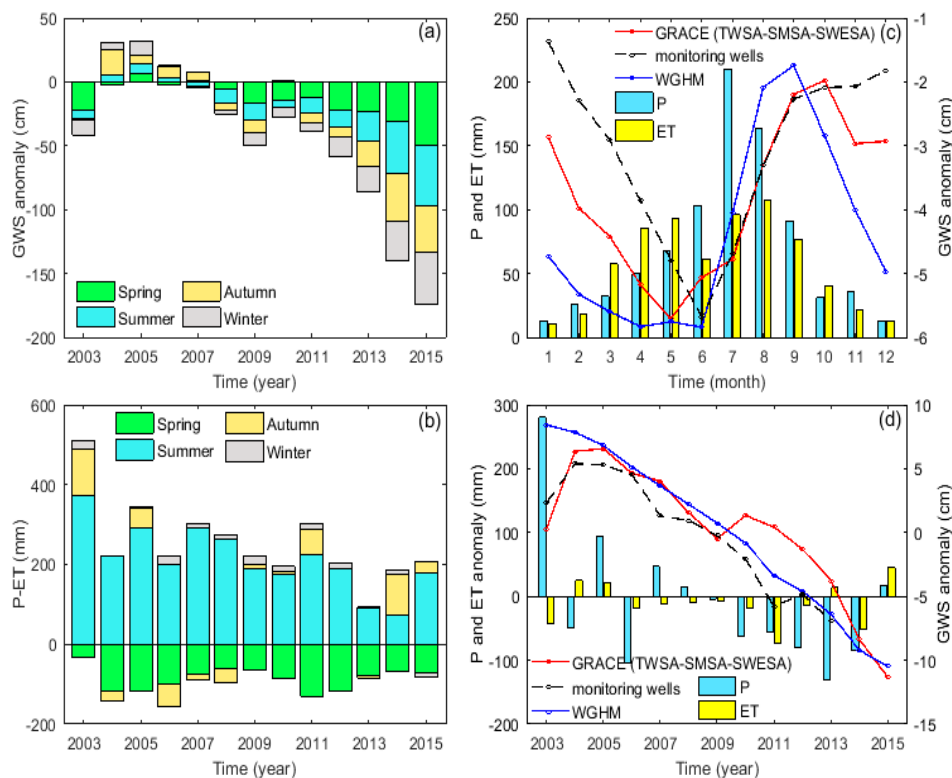 (a)
GWS anomaly (cm)
50
0
-50
-100
-150
-200
Spring
Autumn
Summer
Winter
2003 2005 2007 2009 2011 2013 2015
Time (year)
(c)
P and ET (mm)
250
200
150
100
50
0
GRACE (TWSA-SMSA-SWESA)
monitoring wells
WGHM
P
ET
-1
-2
-3
-4
-5
-6
GWS anomaly (cm)
1 2 3 4 5 6 7 8 9 10 11 12
Time (month)
(b)
P-ET (mm)
600
400
200
0
-200
Spring
Autumn
Summer
Winter
2003 2005 2007 2009 2011 2013 2015
Time (year)
(d)
P and ET anomaly (mm)
300
200
100
0
-100
-200
10
5
0
-5
-10
-15
GWS anomaly (cm)
GRACE (TWSA-SMSA-SWESA)
monitoring wells
P
WGHM
ET
2003 2005 2007 2009 2011 2013 2015
Time (year)